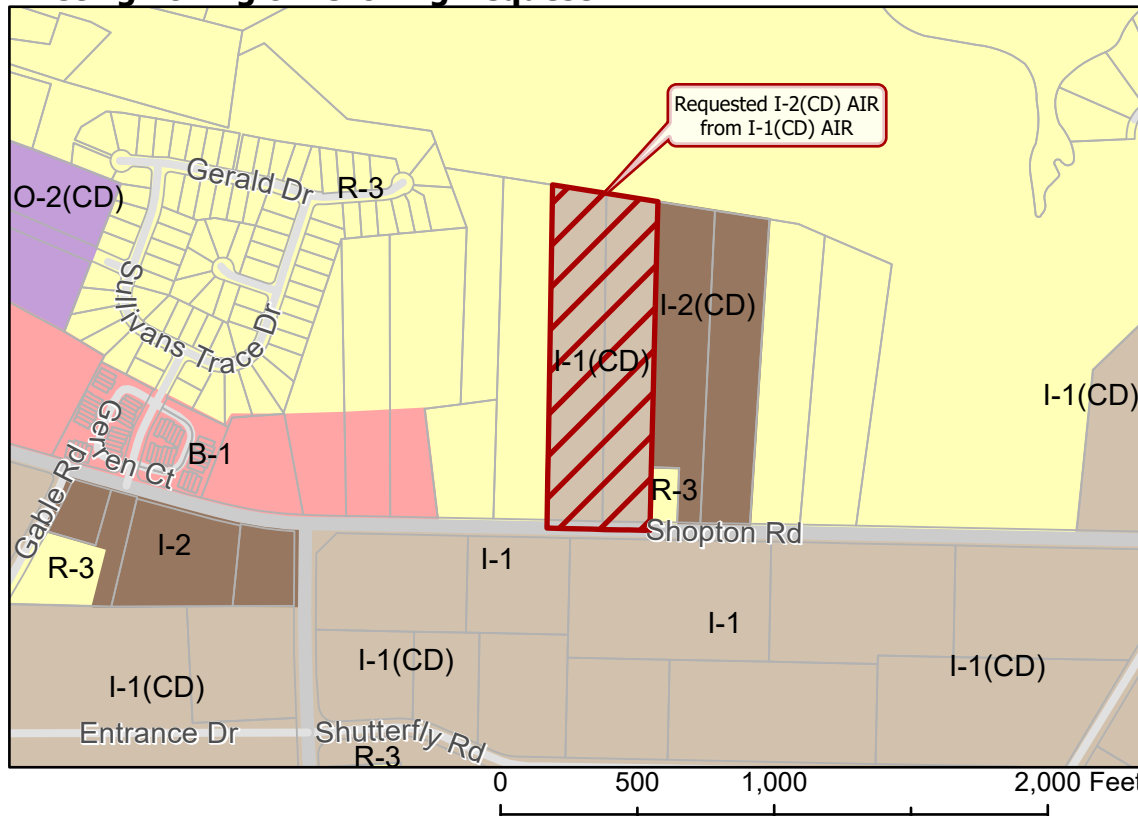 Requested I-2(CD) AIR
from I-1(CD) AIR
O-2(CD)
Gerald Dr
R-3
Sullivans Trace Dr
I-2(CD)
I-1(CD)
I-1(CD)
Gerren Ct
B-1
Gable Rd
R-3
Shopton Rd
I-2
R-3
I-1
I-1
I-1(CD)
I-1(CD)
I-1(CD)
Entrance Dr
Shutterfly Rd
R-3
0 500 1,000 2,000 Feet